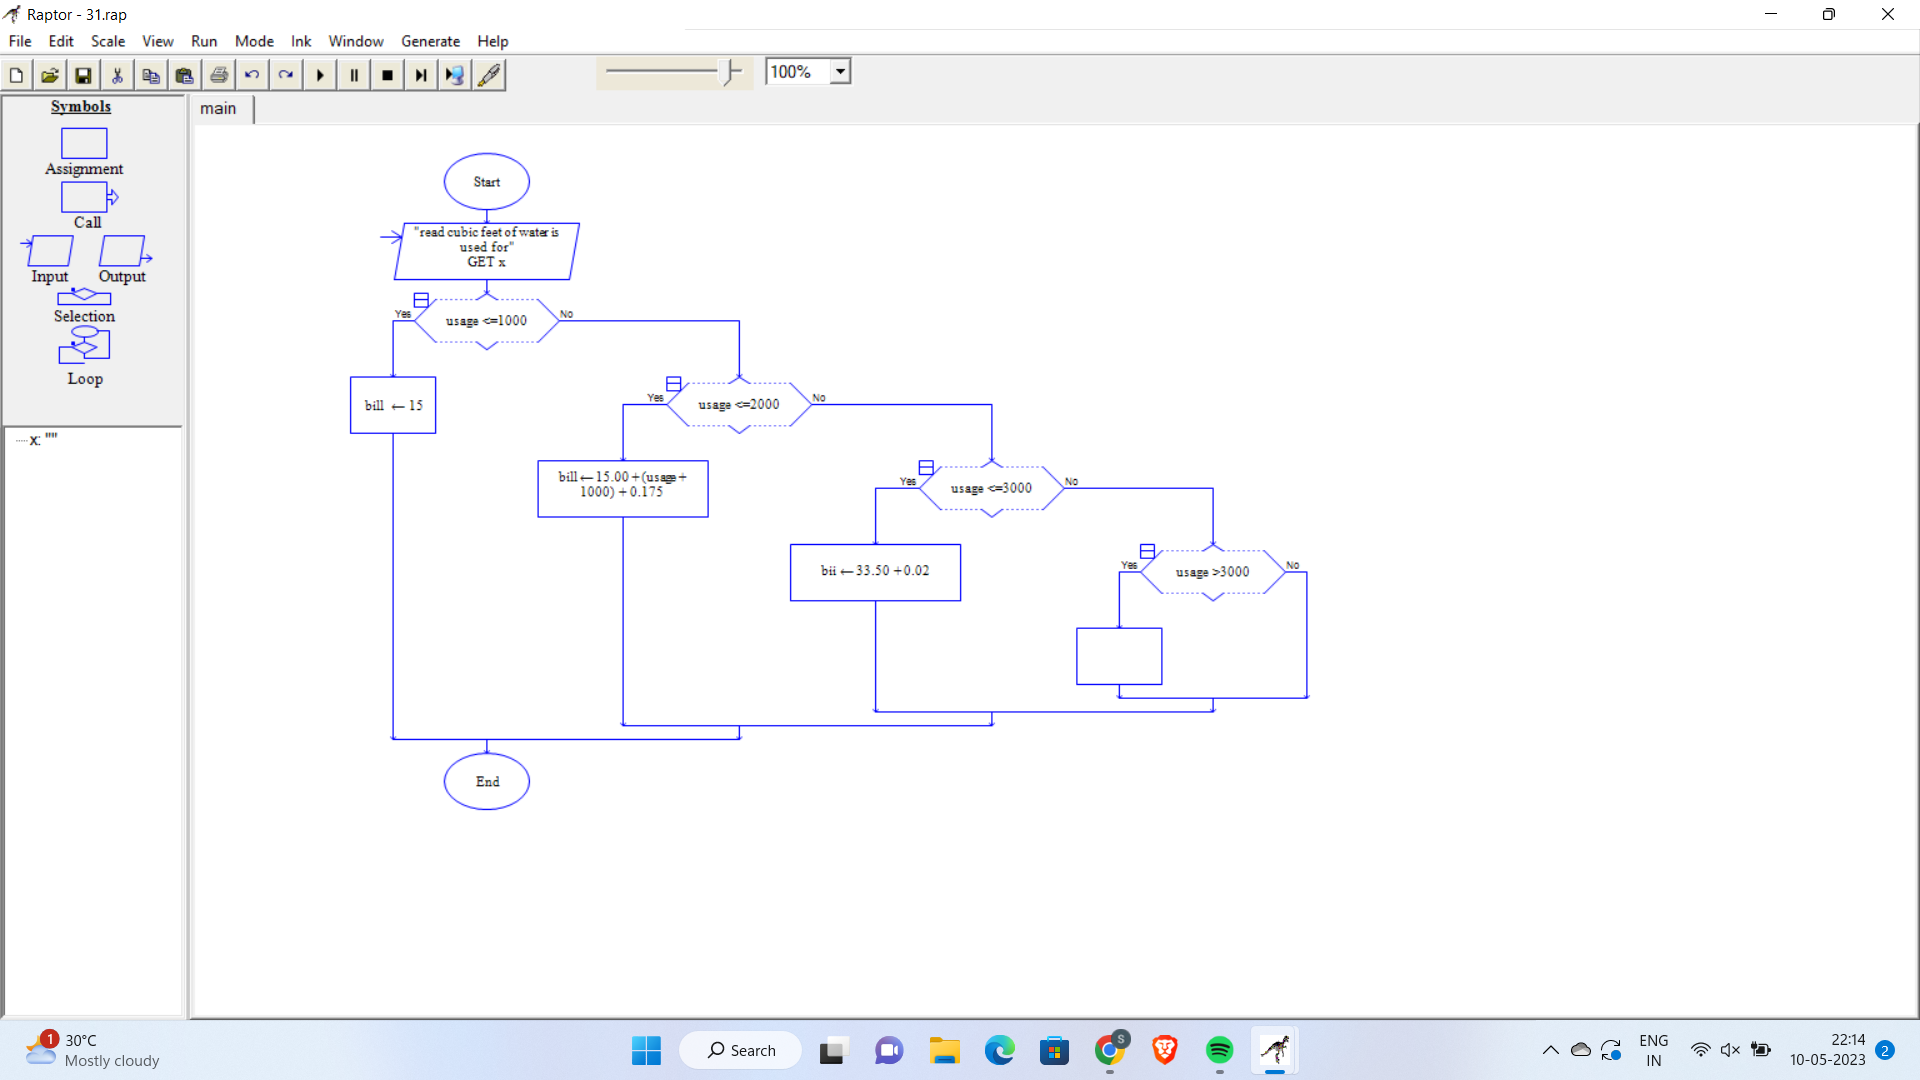 Raptor - 31.rap
File Edit Scale View Run Mode Ink Window Generate Help
100%
Symbols
Assignment
Call
Input Output
Selection
Loop
x: ""
main
Start
"read cubic feet of water is
used for"
GET x
Yes usage <=1000 No
bill ← 15
Yes usage <=2000 No
bill ← 15.00 + (usage +
1000) + 0.175
Yes usage <=3000 No
bii ← 33.50 + 0.02
Yes usage >3000 No
End
1
30°C
Mostly cloudy
Search
S
ENG
IN
22:14
10-05-2023
2